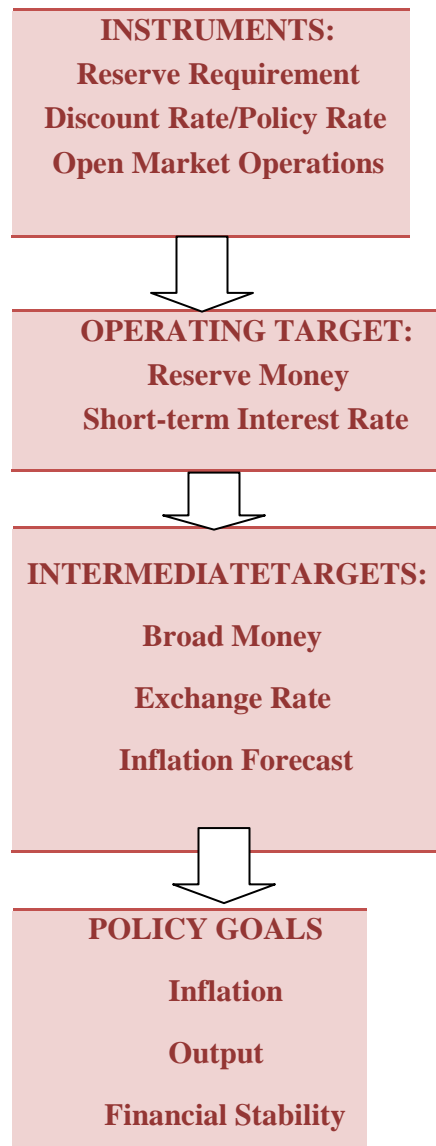 INSTRUMENTS:
Reserve Requirement
Discount Rate/Policy Rate
Open Market Operations
OPERATING TARGET:
Reserve Money
Short-term Interest Rate
INTERMEDIATETARGETS:
Broad Money
Exchange Rate
Inflation Forecast
POLICY GOALS
Inflation
Output
Financial Stability